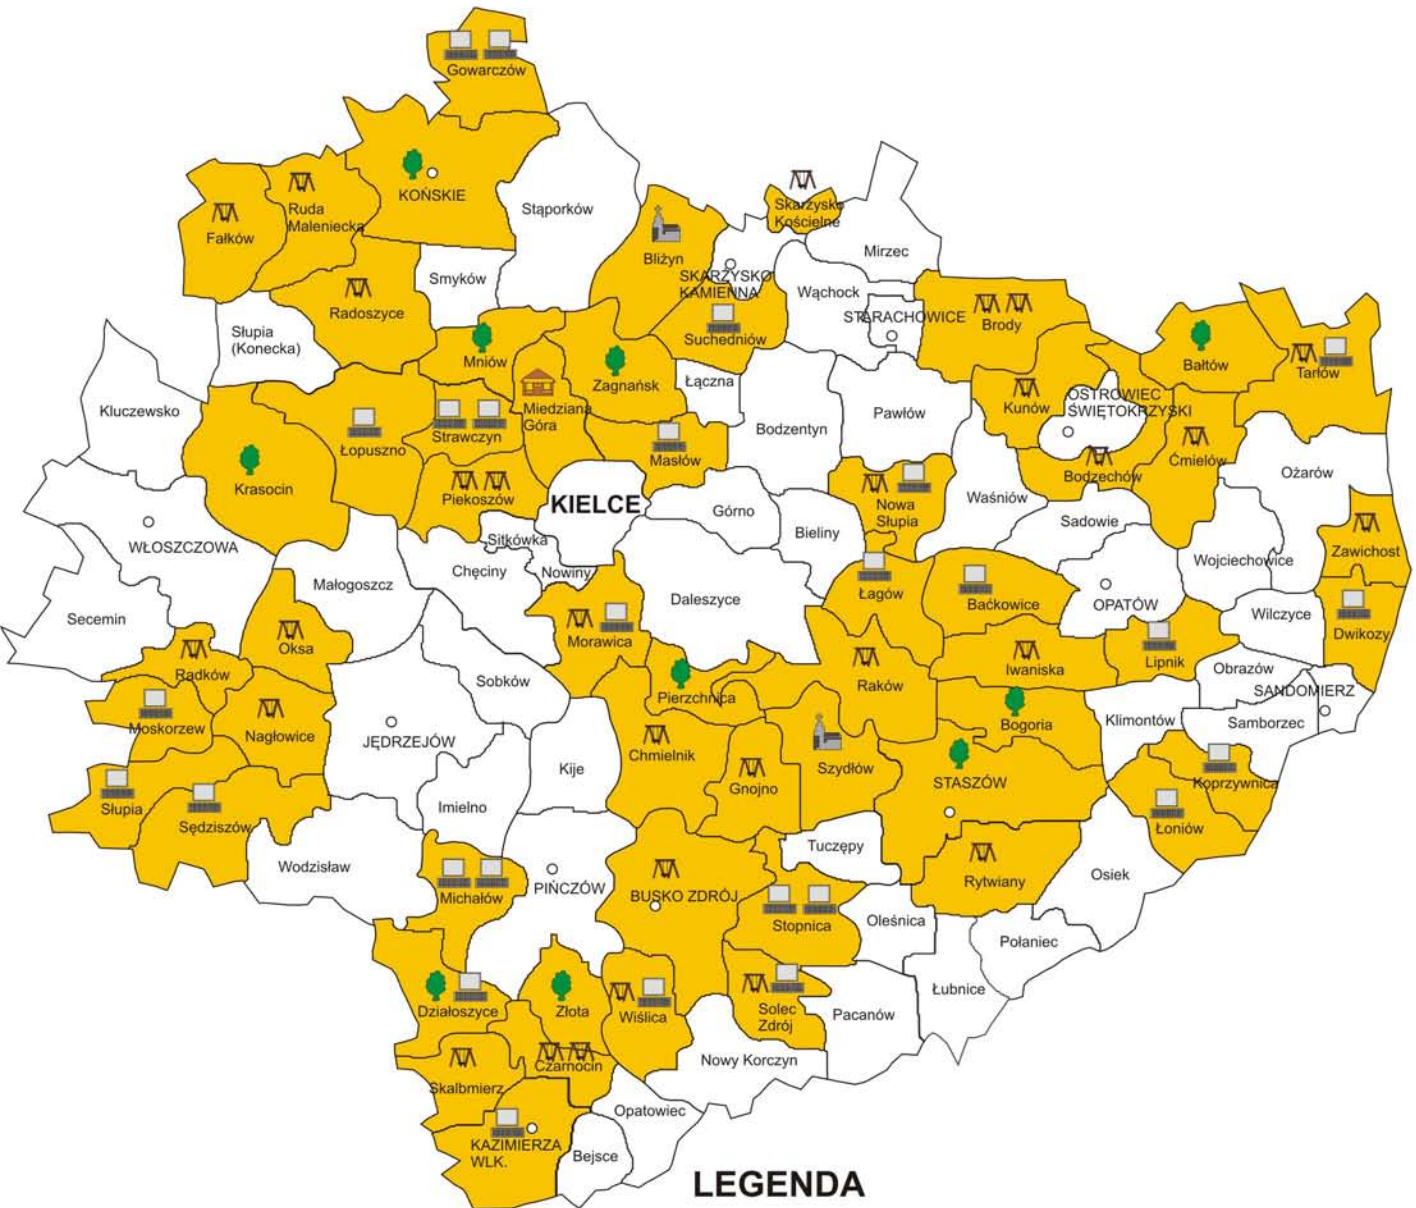 Gowarczów
KOŃSKIE
Stąporków
Ruda
Maleniecka
Fałków
Skarżysko
Kościelne
Mirzec
Bliżyn
SKARŻYSKO
KAMIENNA
Smyków
Radoszyce
Wąchock
STARACHOWICE
Brody
Słupia
(Konecka)
Suchedniów
Mniów
Zagnańsk
Łączna
Bałtów
Tarłów
Kluczewsko
Miedziana
Góra
Pawłów
Kunów
OSTROWIEC
ŚWIĘTOKRZYSKI
Strawczyn
Łopuszno
Bodzentyn
Masłów
Ćmielów
Krasocin
Piekoszów
Bodzechów
Ożarów
KIELCE
Górno
Nowa
Słupia
Waśniów
Sadowie
WŁOSZCZOWA
Sitkówka
Nowiny
Bieliny
Zawichost
Małogoszcz
Chęciny
Wojciechowice
Daleszyce
Łagów
Baćkowice
OPATÓW
Secemin
Wilczyce
Dwikozy
Morawica
Oksa
Radków
Iwaniska
Lipnik
Obrazów
Sobków
Pierzchnica
Raków
SANDOMIERZ
Moskorzew
Nagłowice
JĘDRZEJÓW
Bogoria
Klimontów
Samborzec
Chmielnik
Kije
Szydłów
STASZÓW
Gnojno
Koprzywnica
Słupia
Sędziszów
Imielno
Łoniów
Wodzisław
Tuczępy
Michałów
PIŃCZÓW
BUSKO ZDRÓJ
Rytwiany
Osiek
Stopnica
Oleśnica
Połaniec
Działoszyce
Złota
Wiślica
Solec
Zdrój
Pacanów
Łubnice
Czarnocin
Nowy Korczyn
Skalbmierz
Opatowiec
KAZIMIERZA
WLK.
Bejsce
LEGENDA